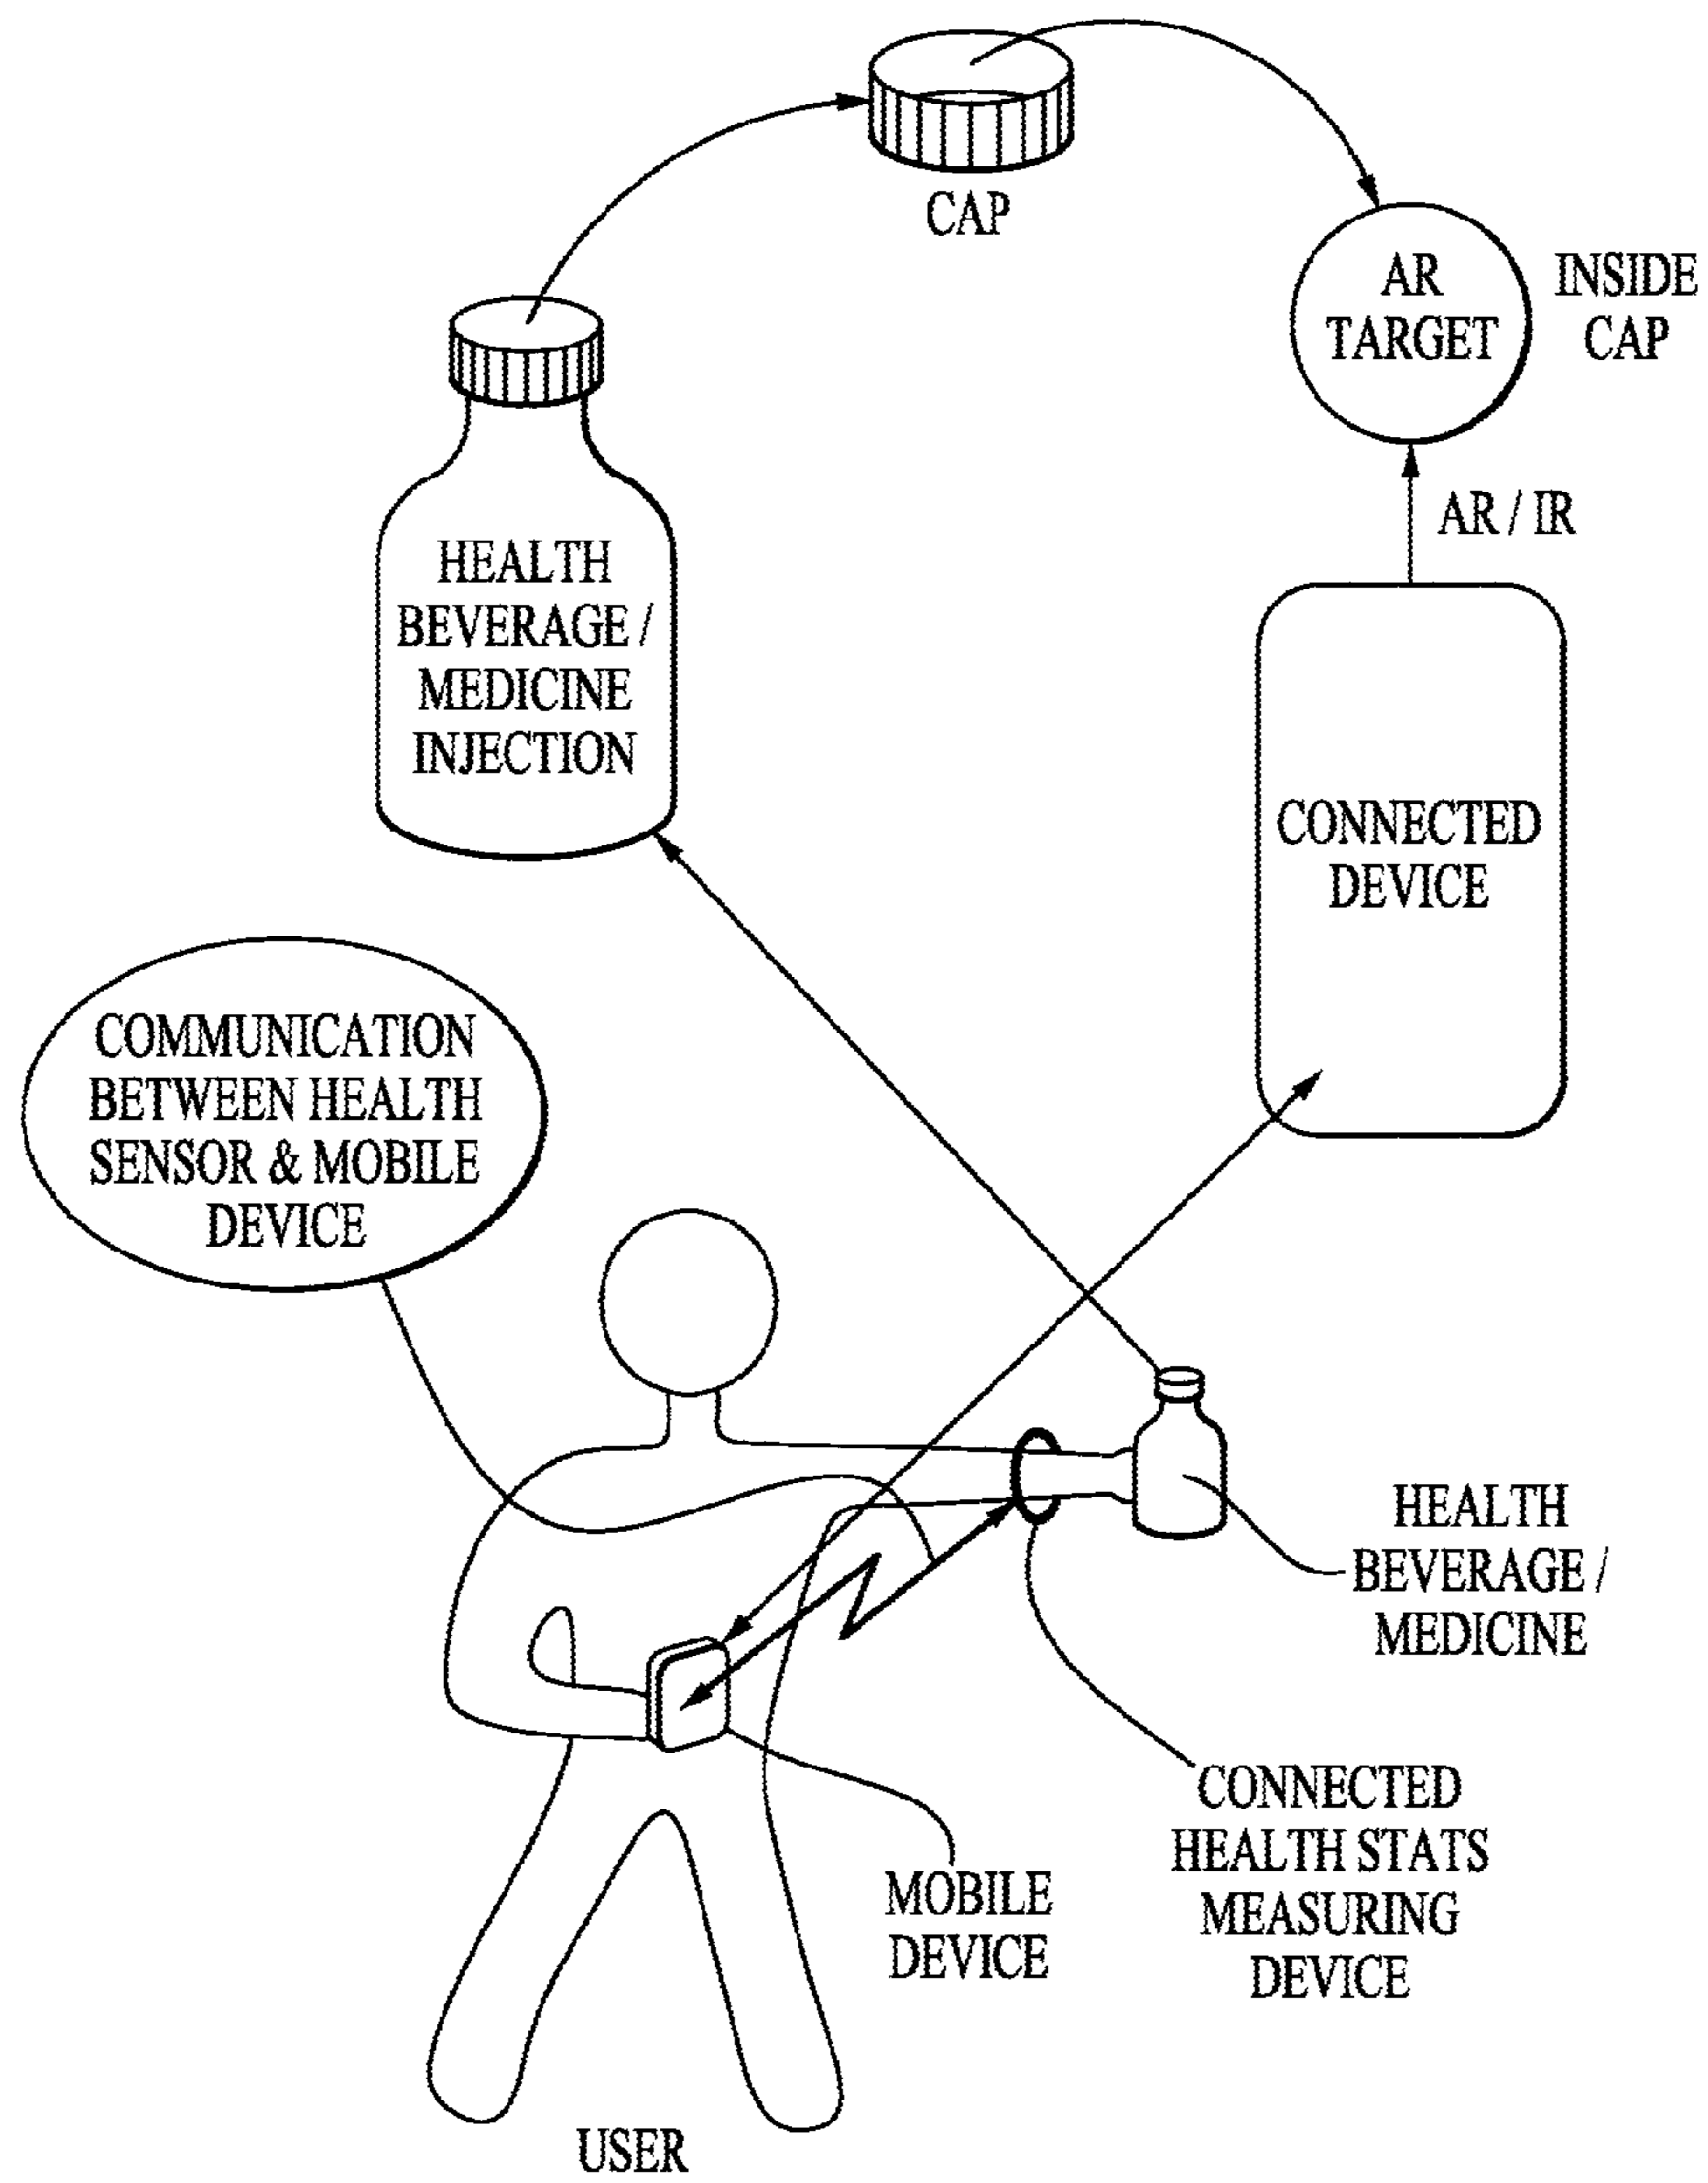 CAP
AR
TARGET
INSIDE
CAP
AR / IR
HEALTH
BEVERAGE /
MEDICINE
INJECTION
CONNECTED
DEVICE
COMMUNICATION
BETWEEN HEALTH
SENSOR & MOBILE
DEVICE
HEALTH
BEVERAGE /
MEDICINE
CONNECTED
HEALTH STATS
MEASURING
DEVICE
MOBILE
DEVICE
USER